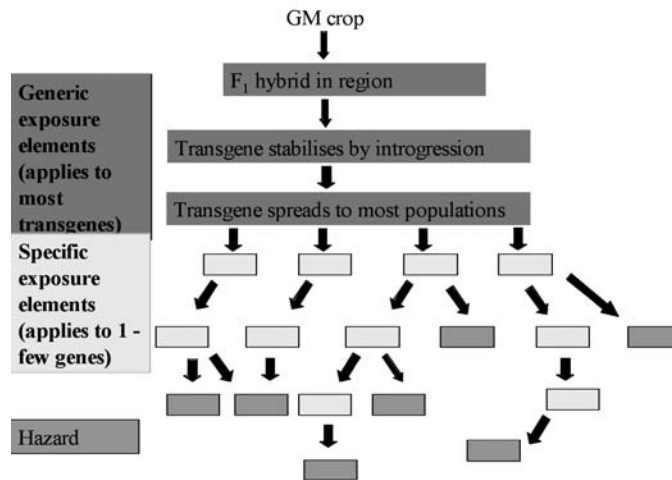 GM crop
F₁ hybrid in region
Generic
exposure
elements
(applies to
most
transgenes)
Transgene stabilises by introgression
Transgene spreads to most populations
Specific
exposure
elements
(applies to 1 -
few genes)
Hazard